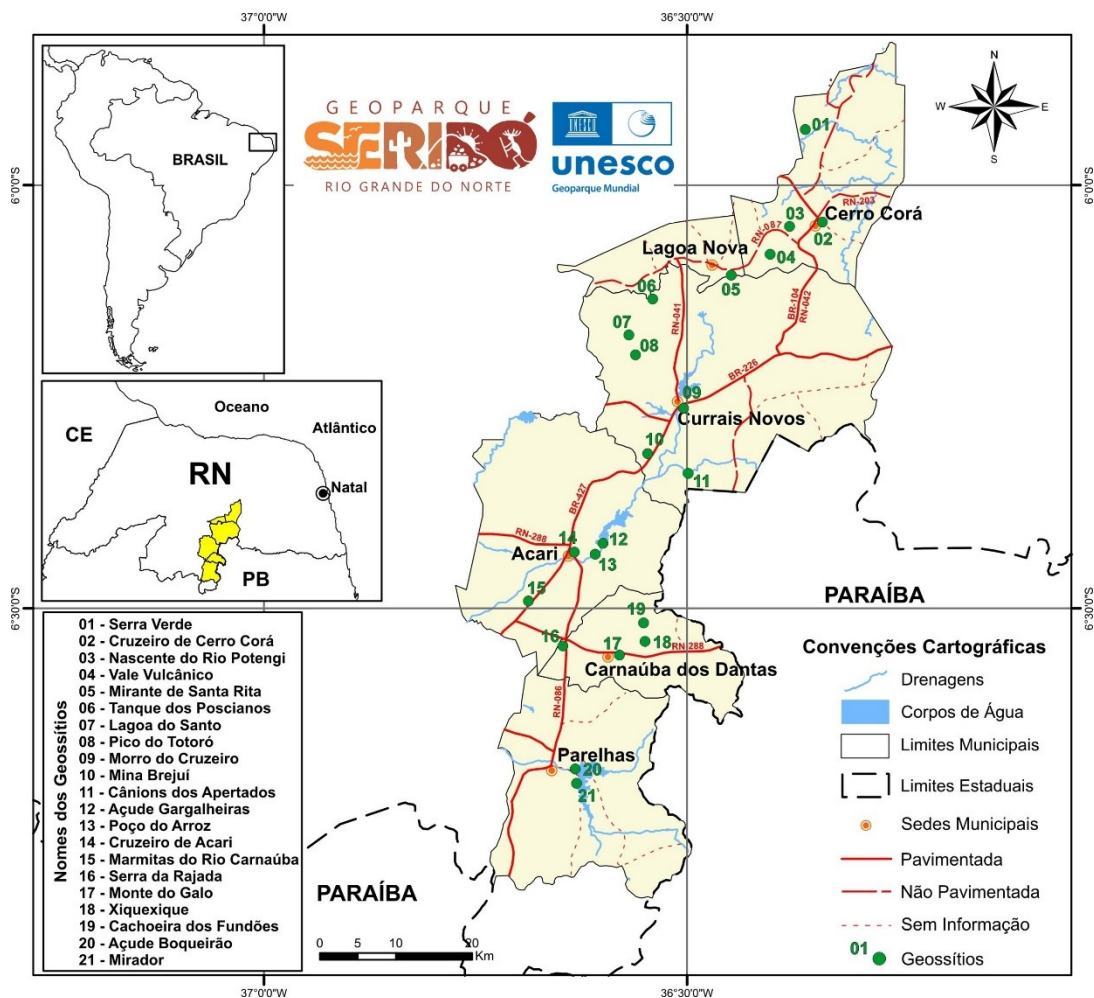 37°0'0"W
36°30'0"W
BRASIL
GEOPARQUE
SERIDÓ
RIO GRANDE DO NORTE
UNESCO
unesco
Geoparque Mundial
N
W
E
S
6°0'0"S
6°0'0"S
01
RN-203
03
Cerro Corá
02
RN-087
Lagoa Nova
04
05
06
BR-104
RN-042
RN-041
07
08
BR-226
09
Currais Novos
10
11
BR-427
RN-288
14
12
Acari
13
15
19
18
16
17
RN-288
Carnaúba dos Dantas
RN-086
Parelhas
20
21
PARAÍBA
PARAÍBA
Oceano
Atlântico
CE
RN
Natal
PB
6°30'0"S
6°30'0"S
Nomes dos Geossítios
01 - Serra Verde
02 - Cruzeiro de Cerro Corá
03 - Nascente do Rio Potengi
04 - Vale Vulcânico
05 - Mirante de Santa Rita
06 - Tanque dos Poscianos
07 - Lagoa do Santo
08 - Pico do Totoró
09 - Morro do Cruzeiro
10 - Mina Brejuí
11 - Cânions dos Apertados
12 - Açude Gargalheiras
13 - Poço do Arroz
14 - Cruzeiro de Acari
15 - Marmitas do Rio Carnaúba
16 - Serra da Rajada
17 - Monte do Galo
18 - Xiquexique
19 - Cachoeira dos Fundões
20 - Açude Boqueirão
21 - Mirador
0 5 10 20
Km
Convenções Cartográficas
Drenagens
Corpos de Água
Limites Municipais
Limites Estaduais
Sedes Municipais
Pavimentada
Não Pavimentada
Sem Informação
01 Geossítios
37°0'0"W
36°30'0"W